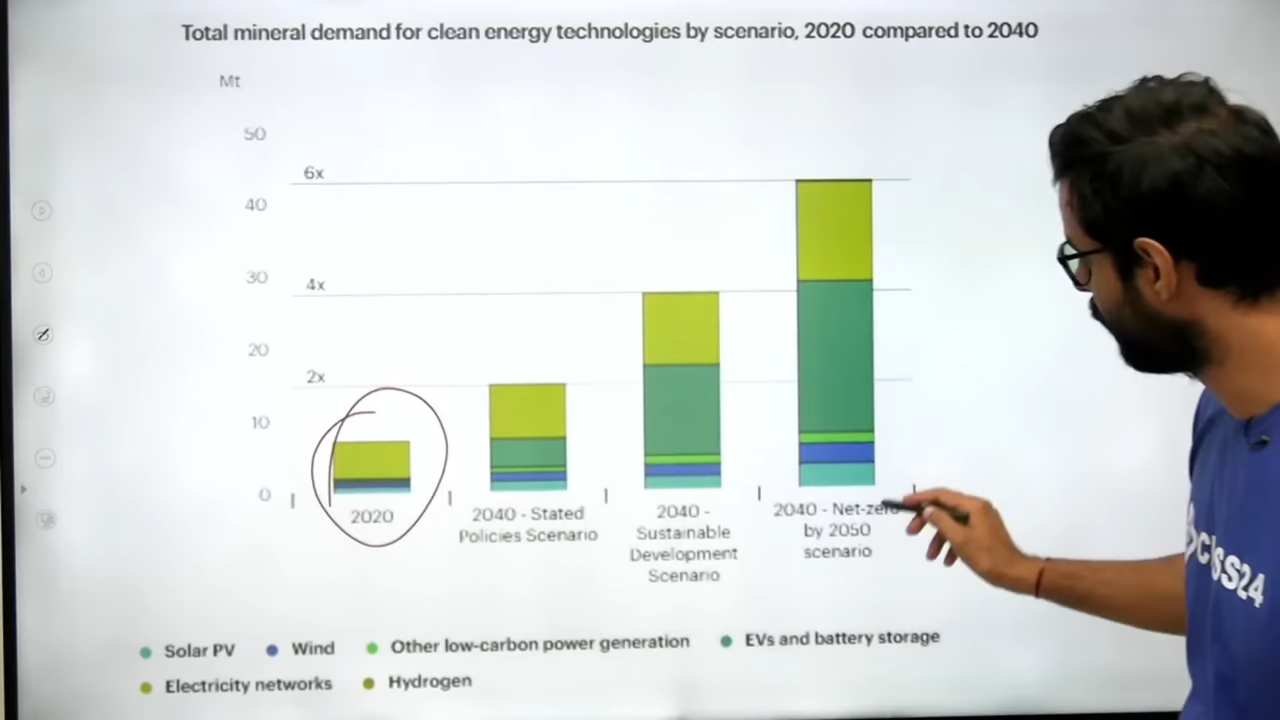 Total mineral demand for clean energy technologies by scenario, 2020 compared to 2040
Mt
50
6x
40
30
4x
20
2x
10
0
2020
2040 - Stated
Policies Scenario
2040 -
Sustainable
Development
Scenario
2040 - Net-zero
by 2050
scenario
Solar PV
Wind
Other low-carbon power generation
EVs and battery storage
Electricity networks
Hydrogen